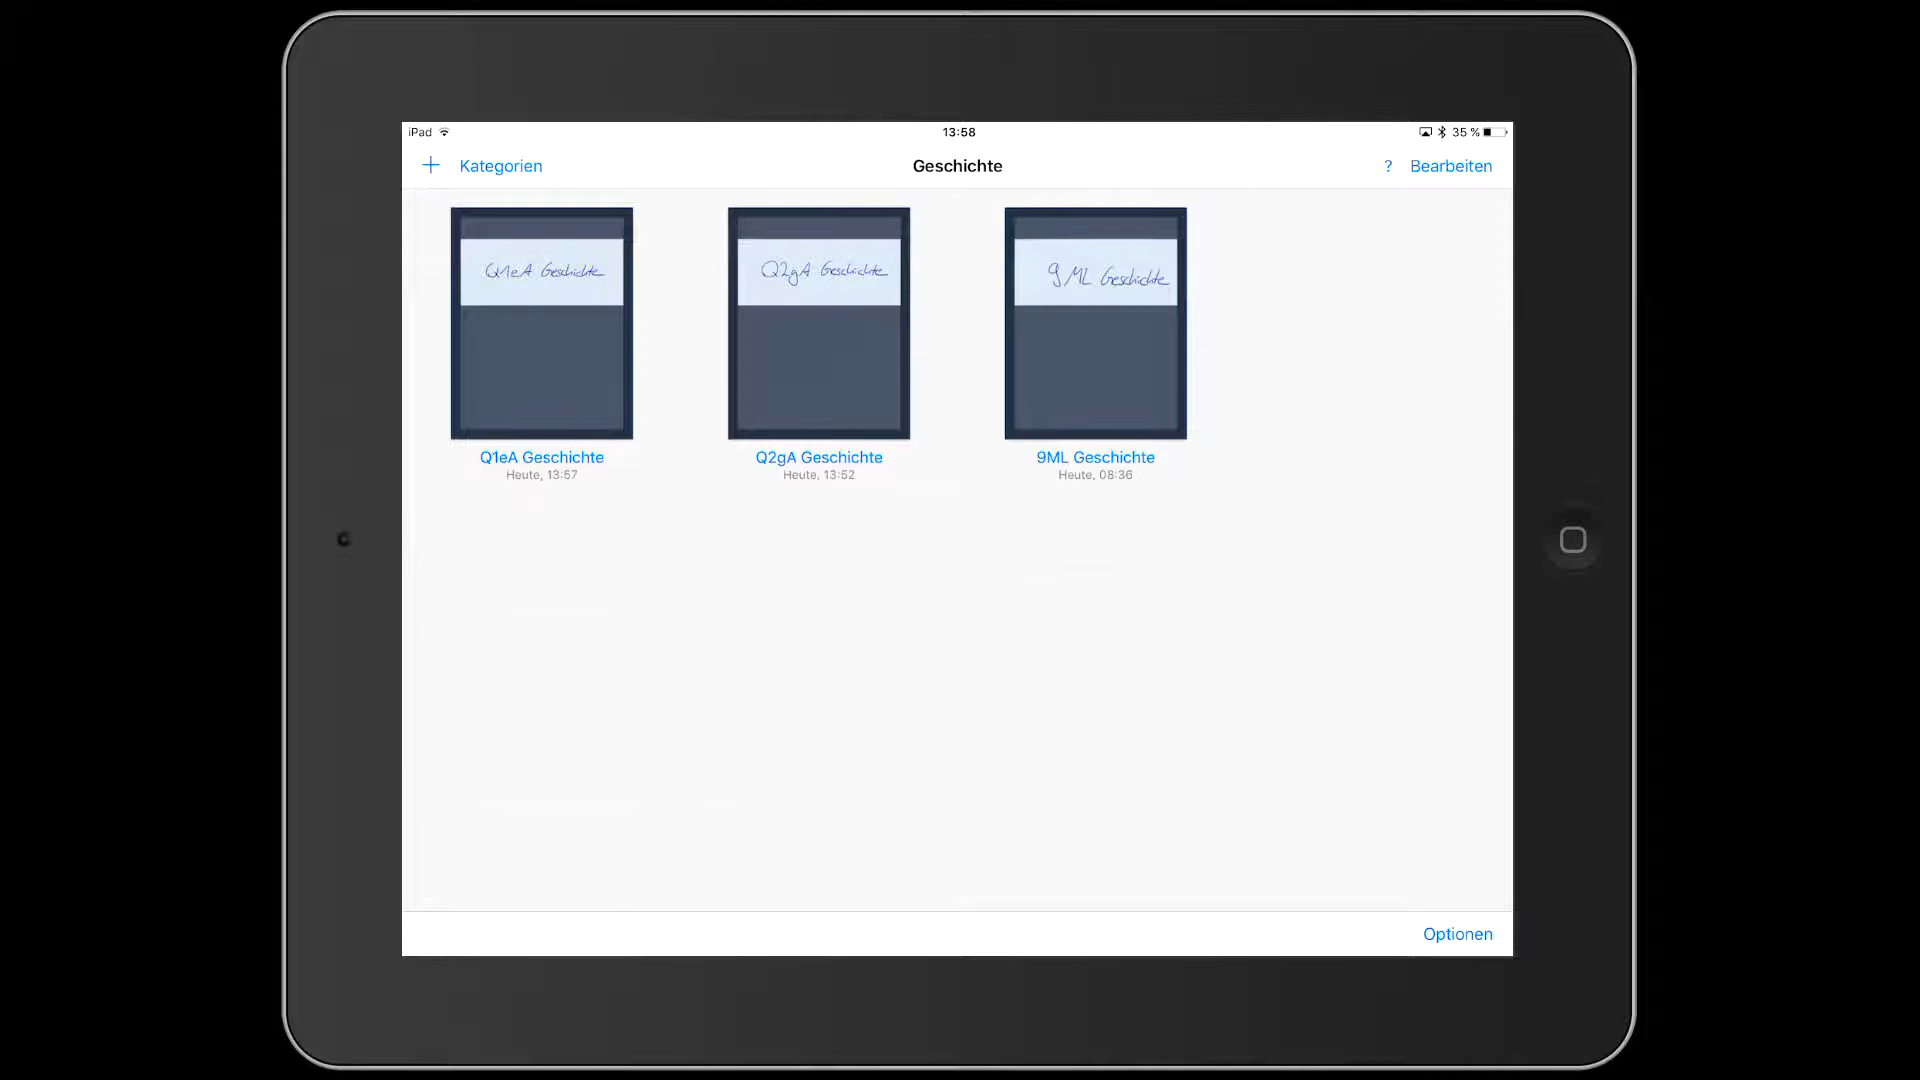 iPad 13:58 35 %
+ Kategorien Geschichte ? Bearbeiten
Q1eA Geschichte Q2gA Geschichte 9ML Geschichte
Q1eA Geschichte Q2gA Geschichte 9ML Geschichte
Heute, 13:57 Heute, 13:52 Heute, 08:36
Optionen